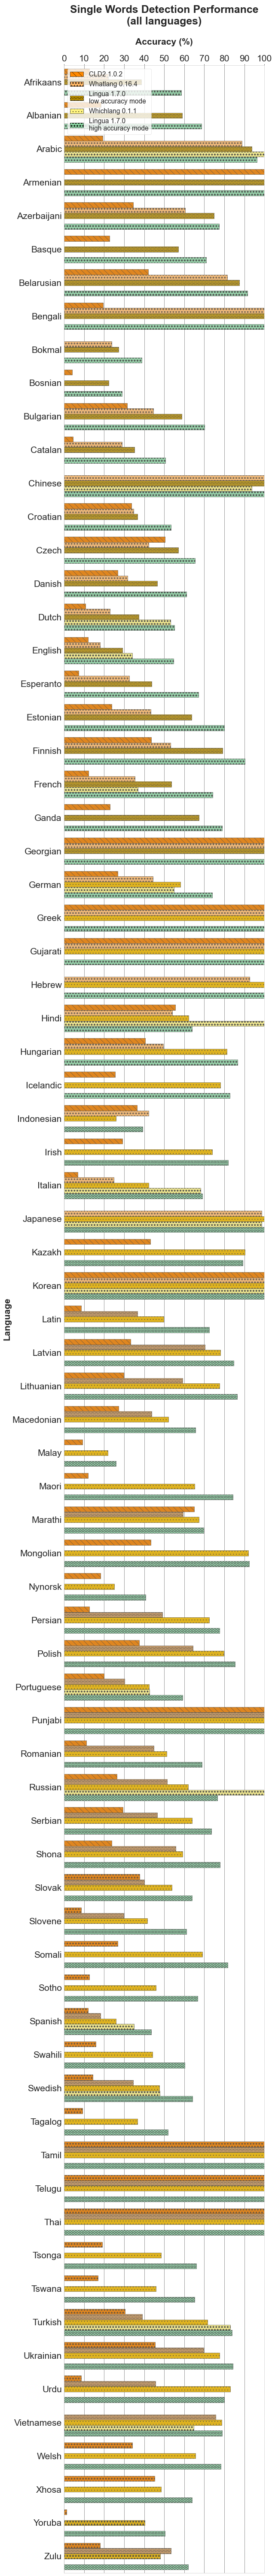 Single Words Detection Performance
(all languages)
Accuracy (%)
0 10 20 30 40 50 60 70 80 90 100
CLD2 1.0.2
Whatlang 0.16.4
Lingua 1.7.0
low accuracy mode
Whichlang 0.1.1
Lingua 1.7.0
high accuracy mode
Language
Afrikaans
Albanian
Arabic
Armenian
Azerbaijani
Basque
Belarusian
Bengali
Bokmal
Bosnian
Bulgarian
Catalan
Chinese
Croatian
Czech
Danish
Dutch
English
Esperanto
Estonian
Finnish
French
Ganda
Georgian
German
Greek
Gujarati
Hebrew
Hindi
Hungarian
Icelandic
Indonesian
Irish
Italian
Japanese
Kazakh
Korean
Latin
Latvian
Lithuanian
Macedonian
Malay
Maori
Marathi
Mongolian
Nynorsk
Persian
Polish
Portuguese
Punjabi
Romanian
Russian
Serbian
Shona
Slovak
Slovene
Somali
Sotho
Spanish
Swahili
Swedish
Tagalog
Tamil
Telugu
Thai
Tsonga
Tswana
Turkish
Ukrainian
Urdu
Vietnamese
Welsh
Xhosa
Yoruba
Zulu